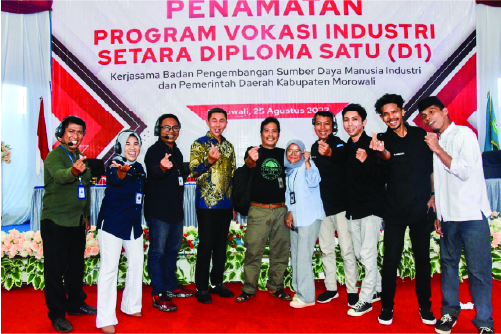 PENAMATAN
PROGRAM VOKASI INDUSTRI
SETARA DIPLOMA SATU (D1)
Kerjasama Badan Pengembangan Sumber Daya Manusia Industri
dan Pemerintah Daerah Kabupaten Morowali
25 Agustus